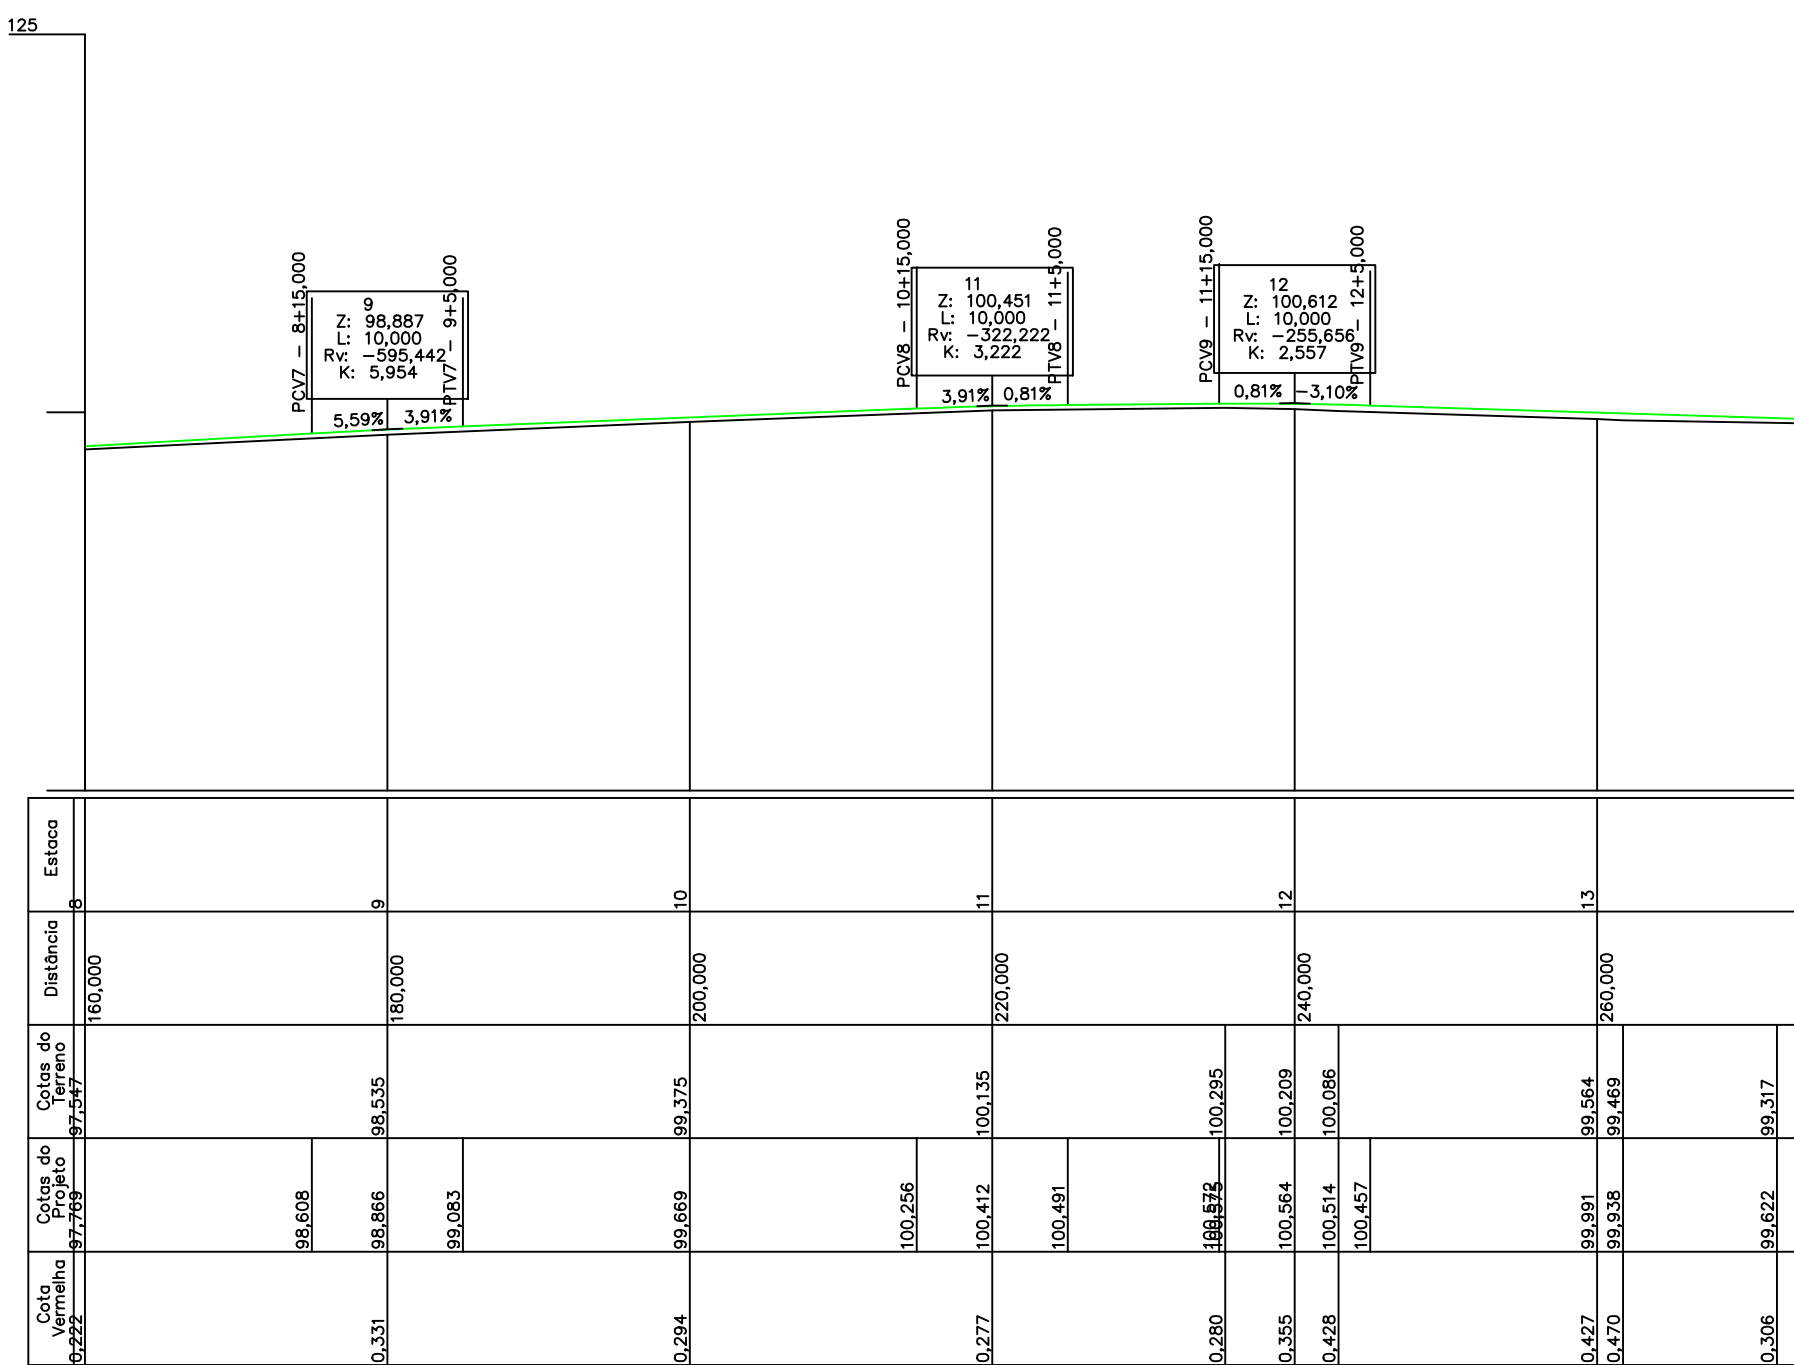 125
PCV7 – 8+15,000
9
Z: 98,887
L: 10,000
Rv: –595,442
K: 5,954
PTV7 – 9+5,000
5,59%
3,91%
PCV8 – 10+15,000
11
Z: 100,451
L: 10,000
Rv: –322,222
K: 3,222
PTV8 – 11+5,000
3,91%
0,81%
PCV9 – 11+15,000
12
Z: 100,612
L: 10,000
Rv: –255,656
K: 2,557
PTV9 – 12+5,000
0,81%
–3,10%
Estaca
8
9
10
11
12
13
Distância
160,000
180,000
200,000
220,000
240,000
260,000
Cotas do
Terreno
97,547
98,535
99,375
100,135
100,295
100,209
100,086
99,564
99,469
99,317
Cotas do
Projeto
97,769
98,608
98,866
99,083
99,669
100,256
100,412
100,491
100,572
100,575
100,564
100,514
100,457
99,991
99,938
99,622
Cota
Vermelha
0,222
0,331
0,294
0,277
0,280
0,355
0,428
0,427
0,470
0,306